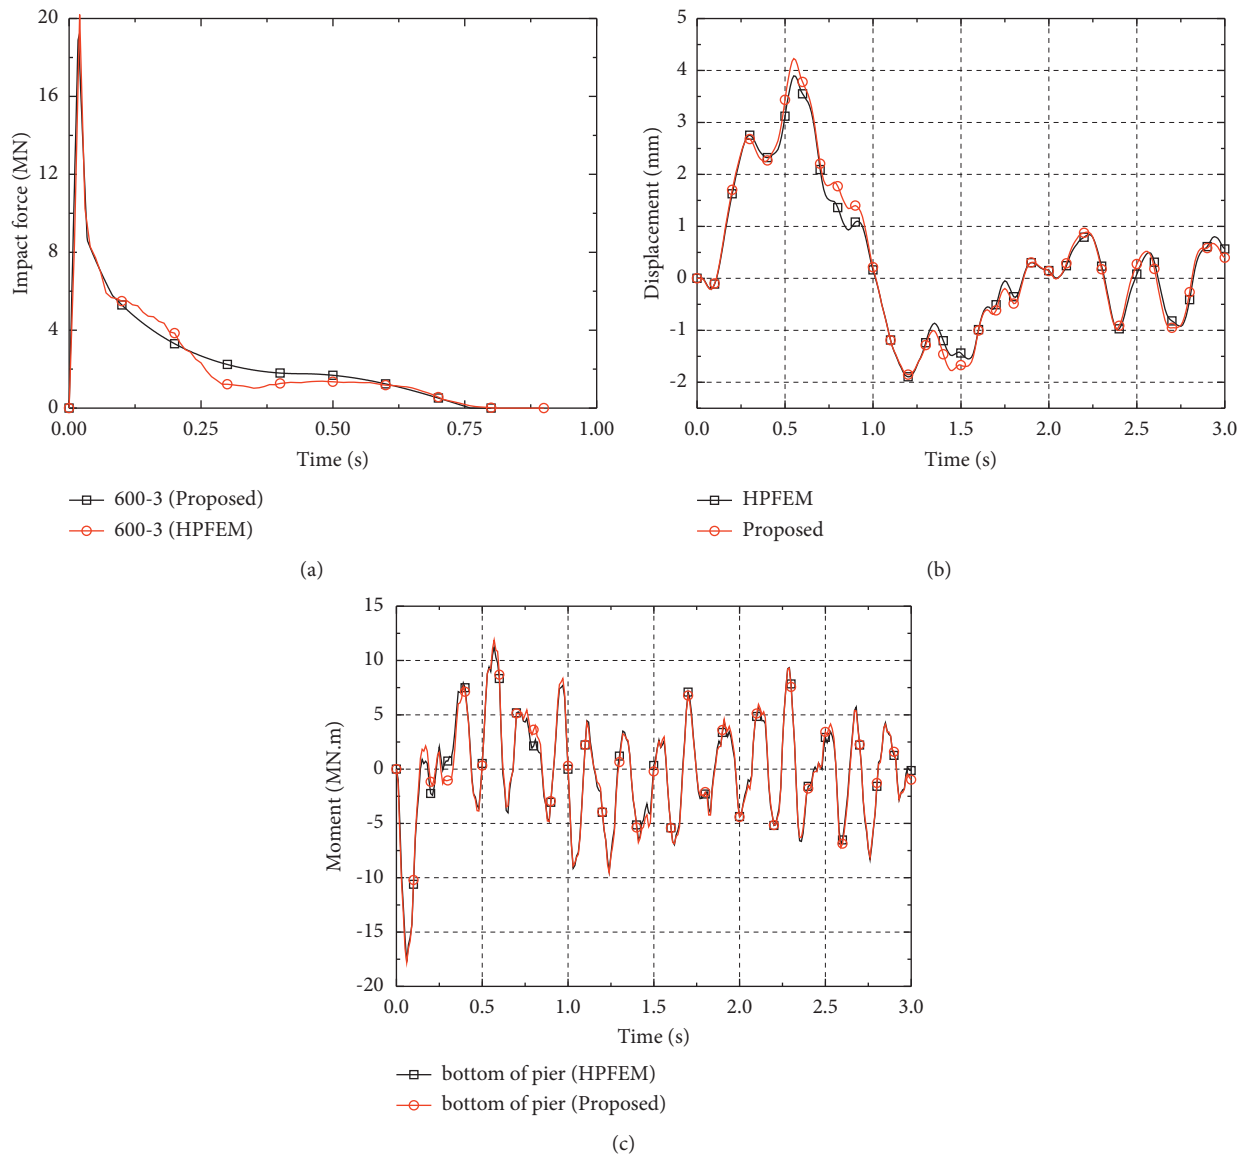 20
16
12
8
4
0
Impact force (MN)
0.00
0.25
0.50
0.75
1.00
Time (s)
600-3 (Proposed)
600-3 (HPFEM)
(a)
5
4
3
2
1
0
-1
-2
Displacement (mm)
0.0
0.5
1.0
1.5
2.0
2.5
3.0
Time (s)
HPFEM
Proposed
(b)
15
10
5
0
-5
-10
-15
-20
Moment (MN.m)
0.0
0.5
1.0
1.5
2.0
2.5
3.0
Time (s)
bottom of pier (HPFEM)
bottom of pier (Proposed)
(c)